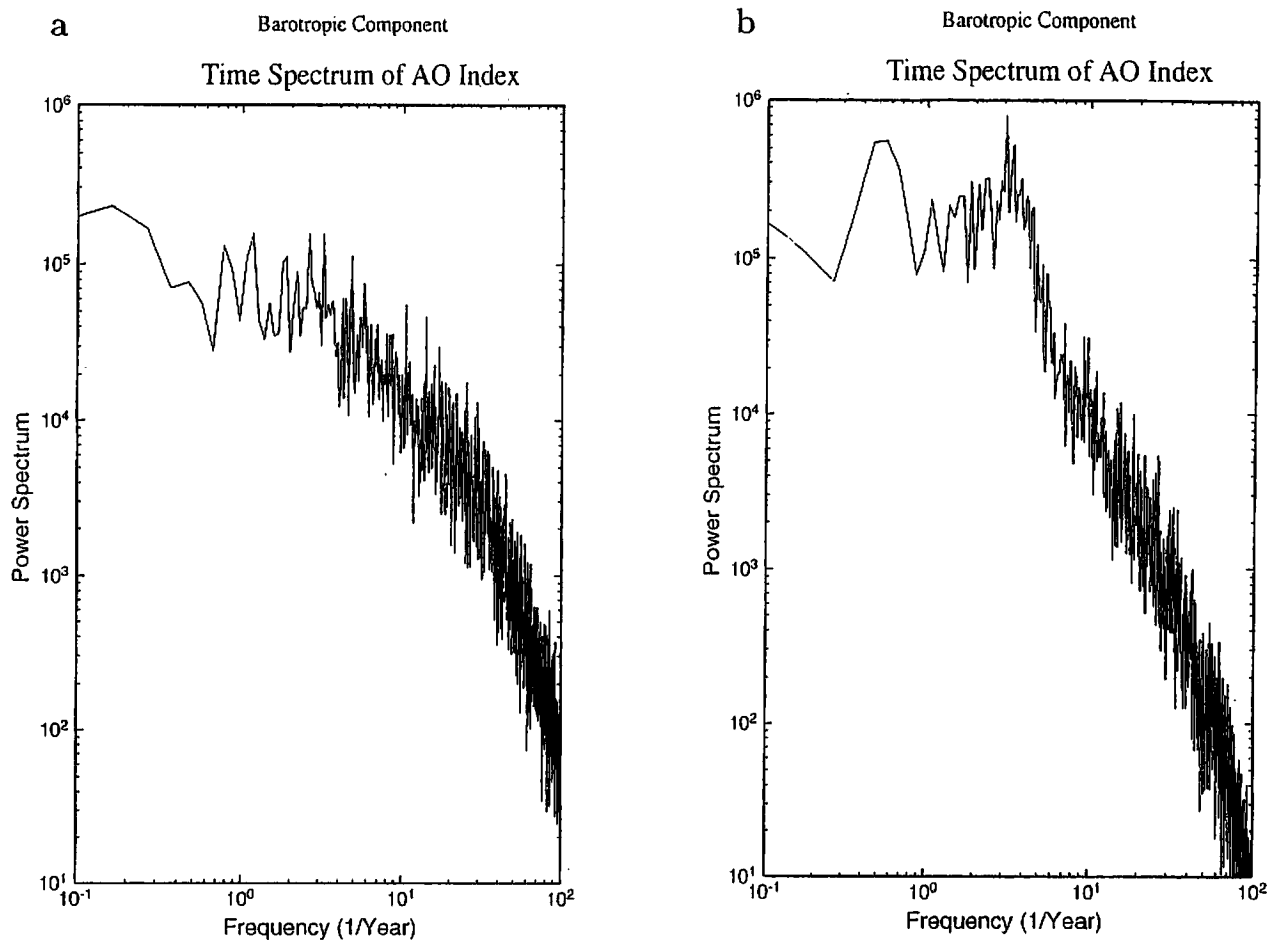 a
Barotropic Component
Time Spectrum of AO Index
10^6
10^5
10^4
10^3
10^2
10^1
Power Spectrum
10^-1 10^0 10^1 10^2
Frequency (1/Year)
b
Barotropic Component
Time Spectrum of AO Index
10^6
10^5
10^4
10^3
10^2
10^1
Power Spectrum
10^-1 10^0 10^1 10^2
Frequency (1/Year)